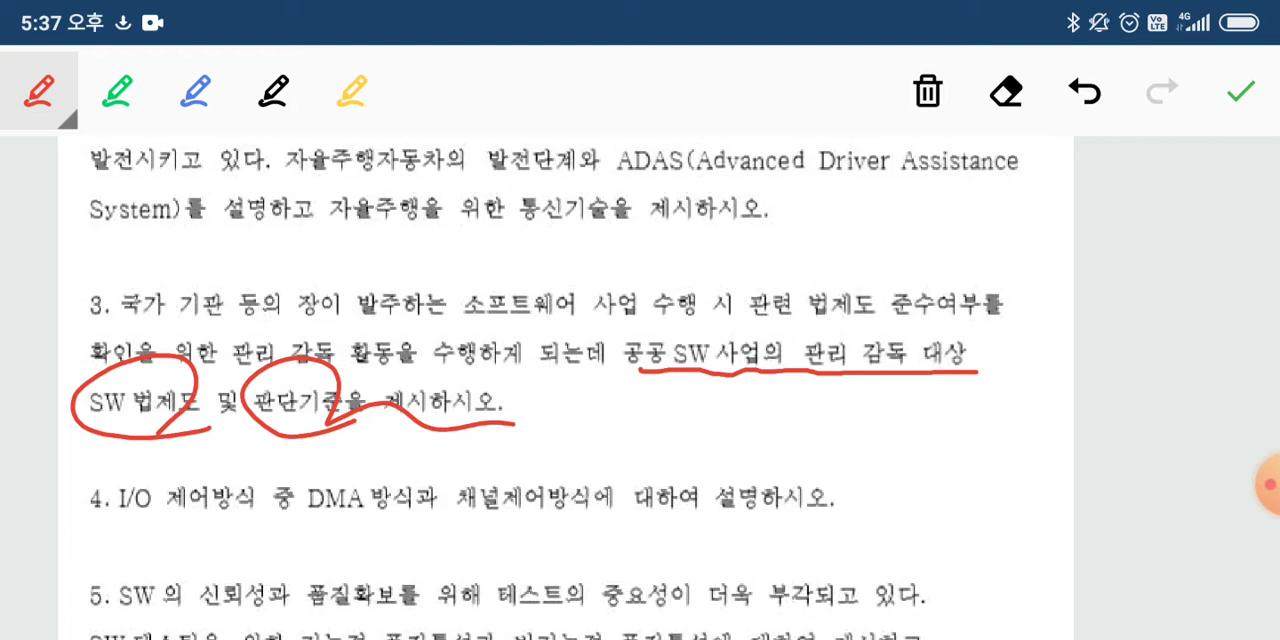 5:37 오후
4G
Vo LTE
발전시키고 있다. 자율주행자동차의 발전단계와 ADAS(Advanced Driver Assistance
System)를 설명하고 자율주행을 위한 통신기술을 제시하시오.
3. 국가 기관 등의 장이 발주하는 소프트웨어 사업 수행 시 관련 법제도 준수여부를
확인을 위한 관리 감독 활동을 수행하게 되는데 공공 SW 사업의 관리 감독 대상
SW 법제도 및 판단기준을 제시하시오.
4. I/O 제어방식 중 DMA 방식과 채널제어방식에 대하여 설명하시오.
5. SW 의 신뢰성과 품질확보를 위해 테스트의 중요성이 더욱 부각되고 있다.